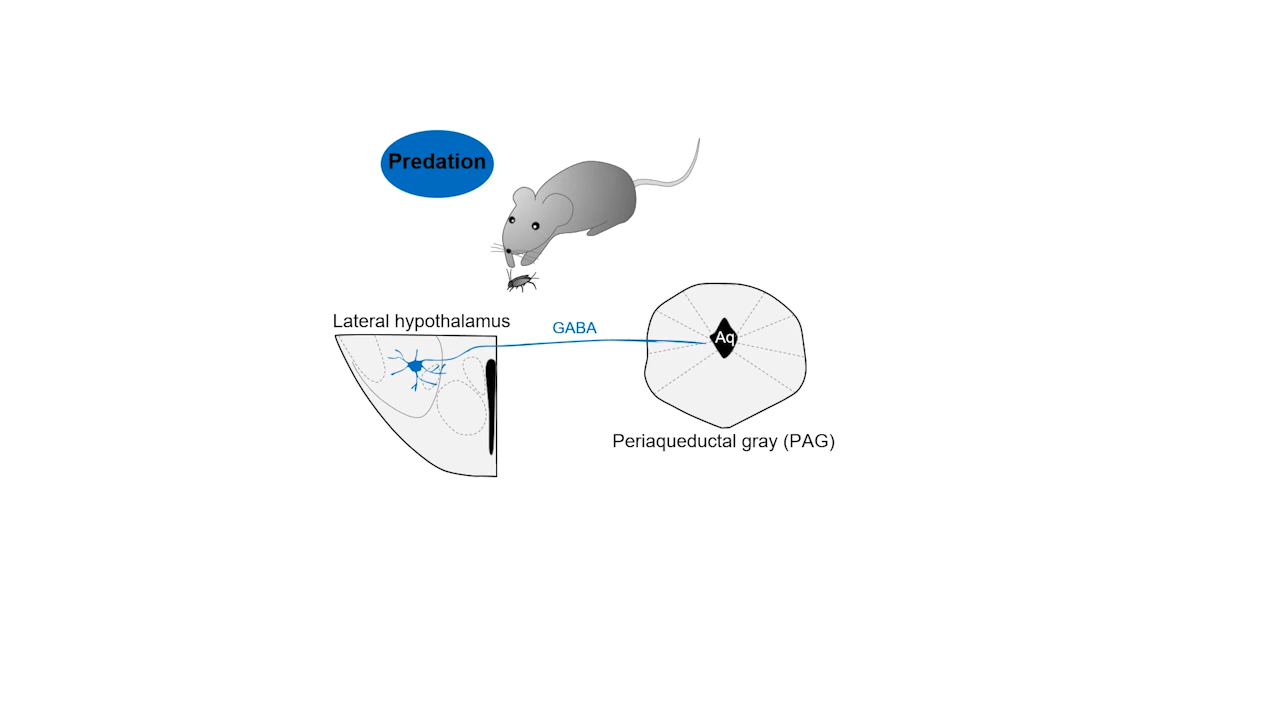 Predation
Lateral hypothalamus
GABA
Aq
Periaqueductal gray (PAG)